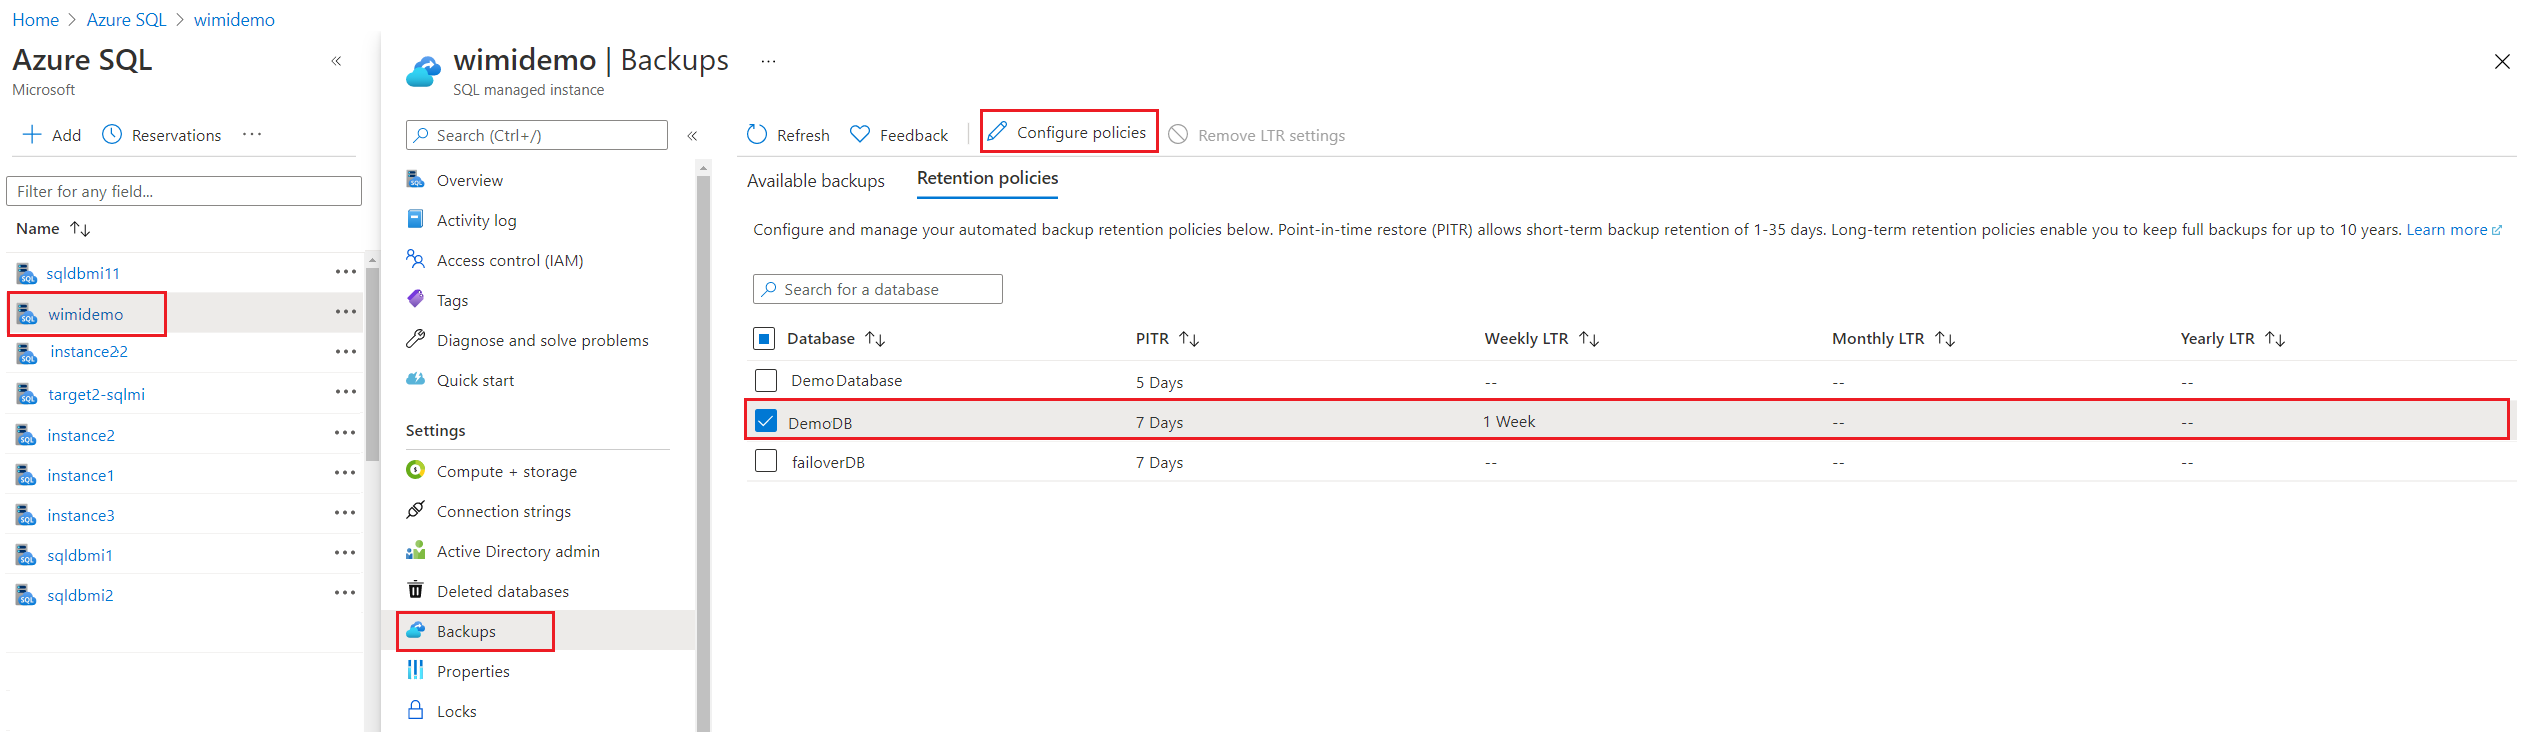 Home > Azure SQL > wimidemo
Azure SQL
Microsoft
«
+ Add
Reservations
...
Filter for any field...
Name ↑↓
sqldbmi11
wimidemo
instance22
target2-sqlmi
instance2
instance1
instance3
sqldbmi1
sqldbmi2
wimidemo | Backups ...
SQL managed instance
Search (Ctrl+/)
«
Overview
Activity log
Access control (IAM)
Tags
Diagnose and solve problems
Quick start
Settings
Compute + storage
Connection strings
Active Directory admin
Deleted databases
Backups
Properties
Locks
Refresh Feedback Configure policies Remove LTR settings
Available backups Retention policies
Configure and manage your automated backup retention policies below. Point-in-time restore (PITR) allows short-term backup retention of 1-35 days. Long-term retention policies enable you to keep full backups for up to 10 years. Learn more
Search for a database
Database ↑↓ PITR ↑↓ Weekly LTR ↑↓ Monthly LTR ↑↓ Yearly LTR ↑↓
DemoDatabase 5 Days -- -- --
DemoDB 7 Days 1 Week -- --
failoverDB 7 Days -- -- --